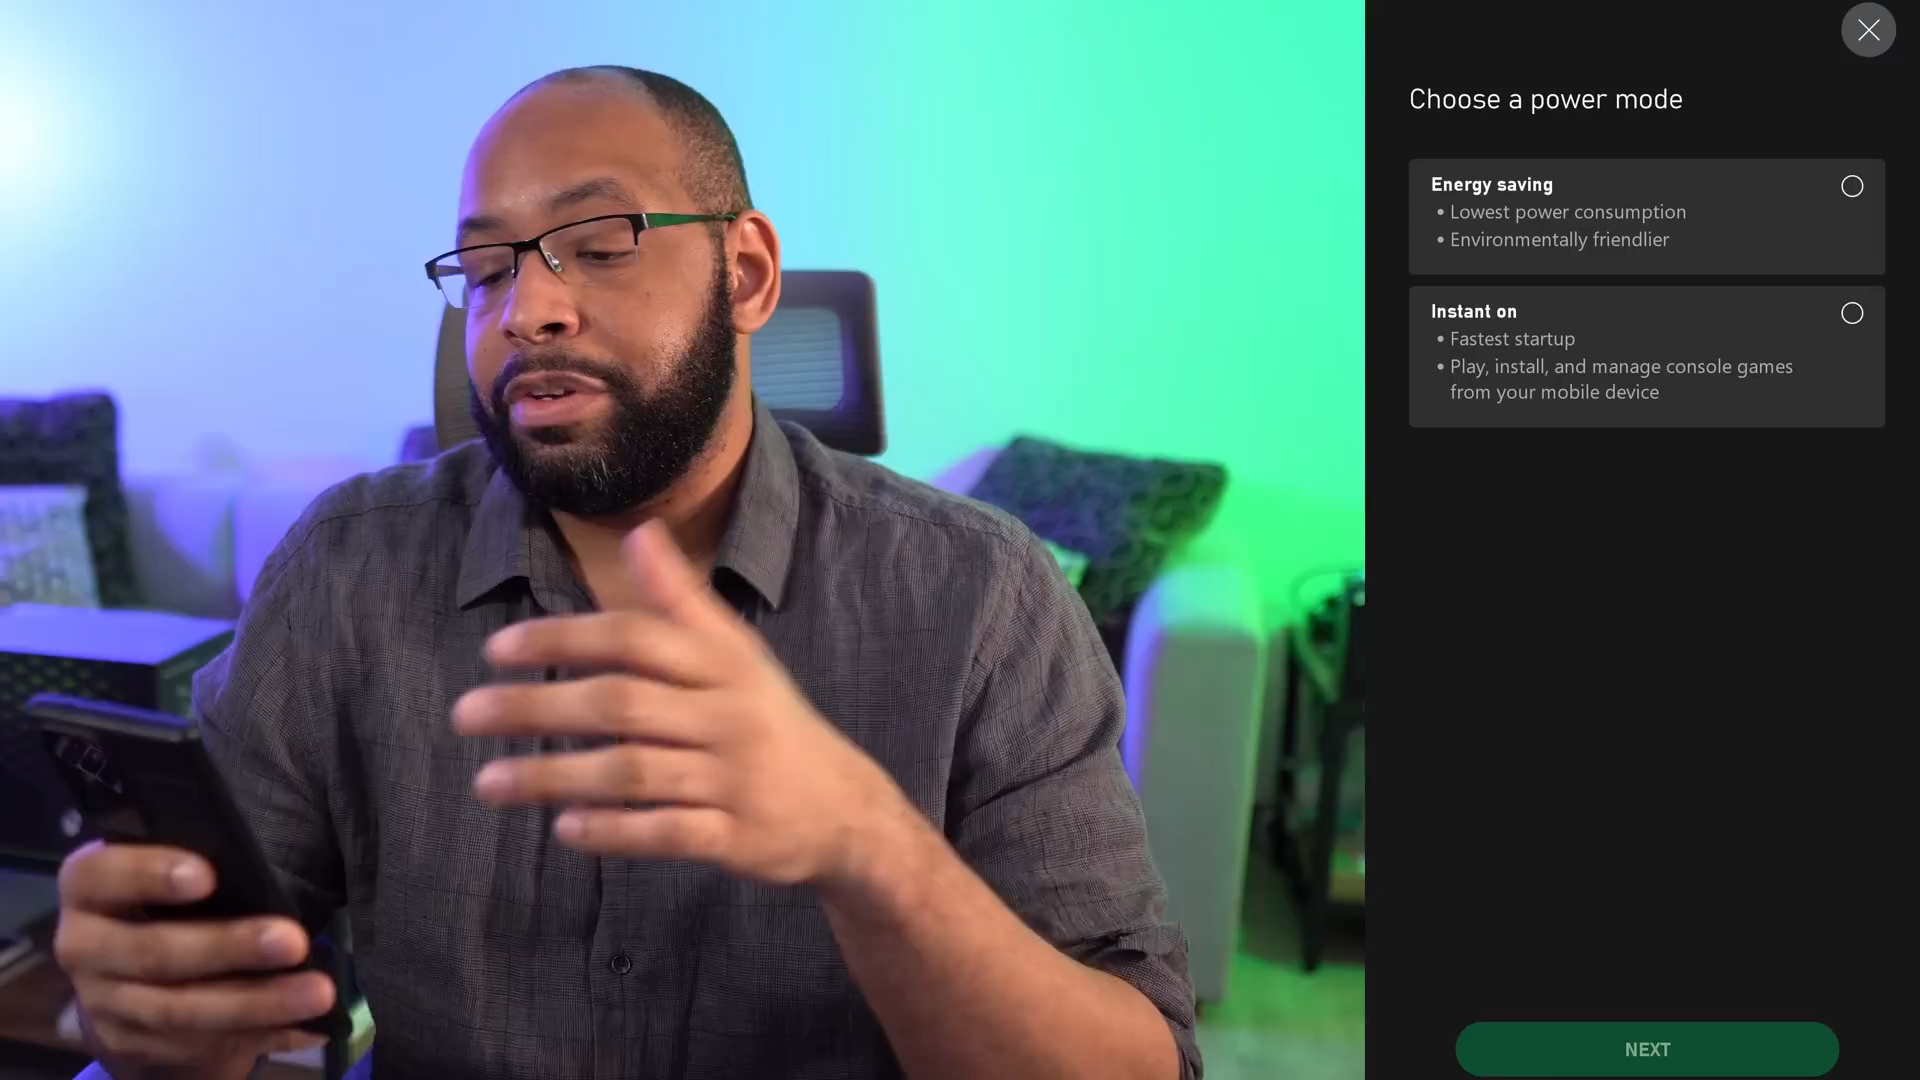 Choose a power mode
Energy saving
• Lowest power consumption
• Environmentally friendlier
Instant on
• Fastest startup
• Play, install, and manage console games
from your mobile device
NEXT